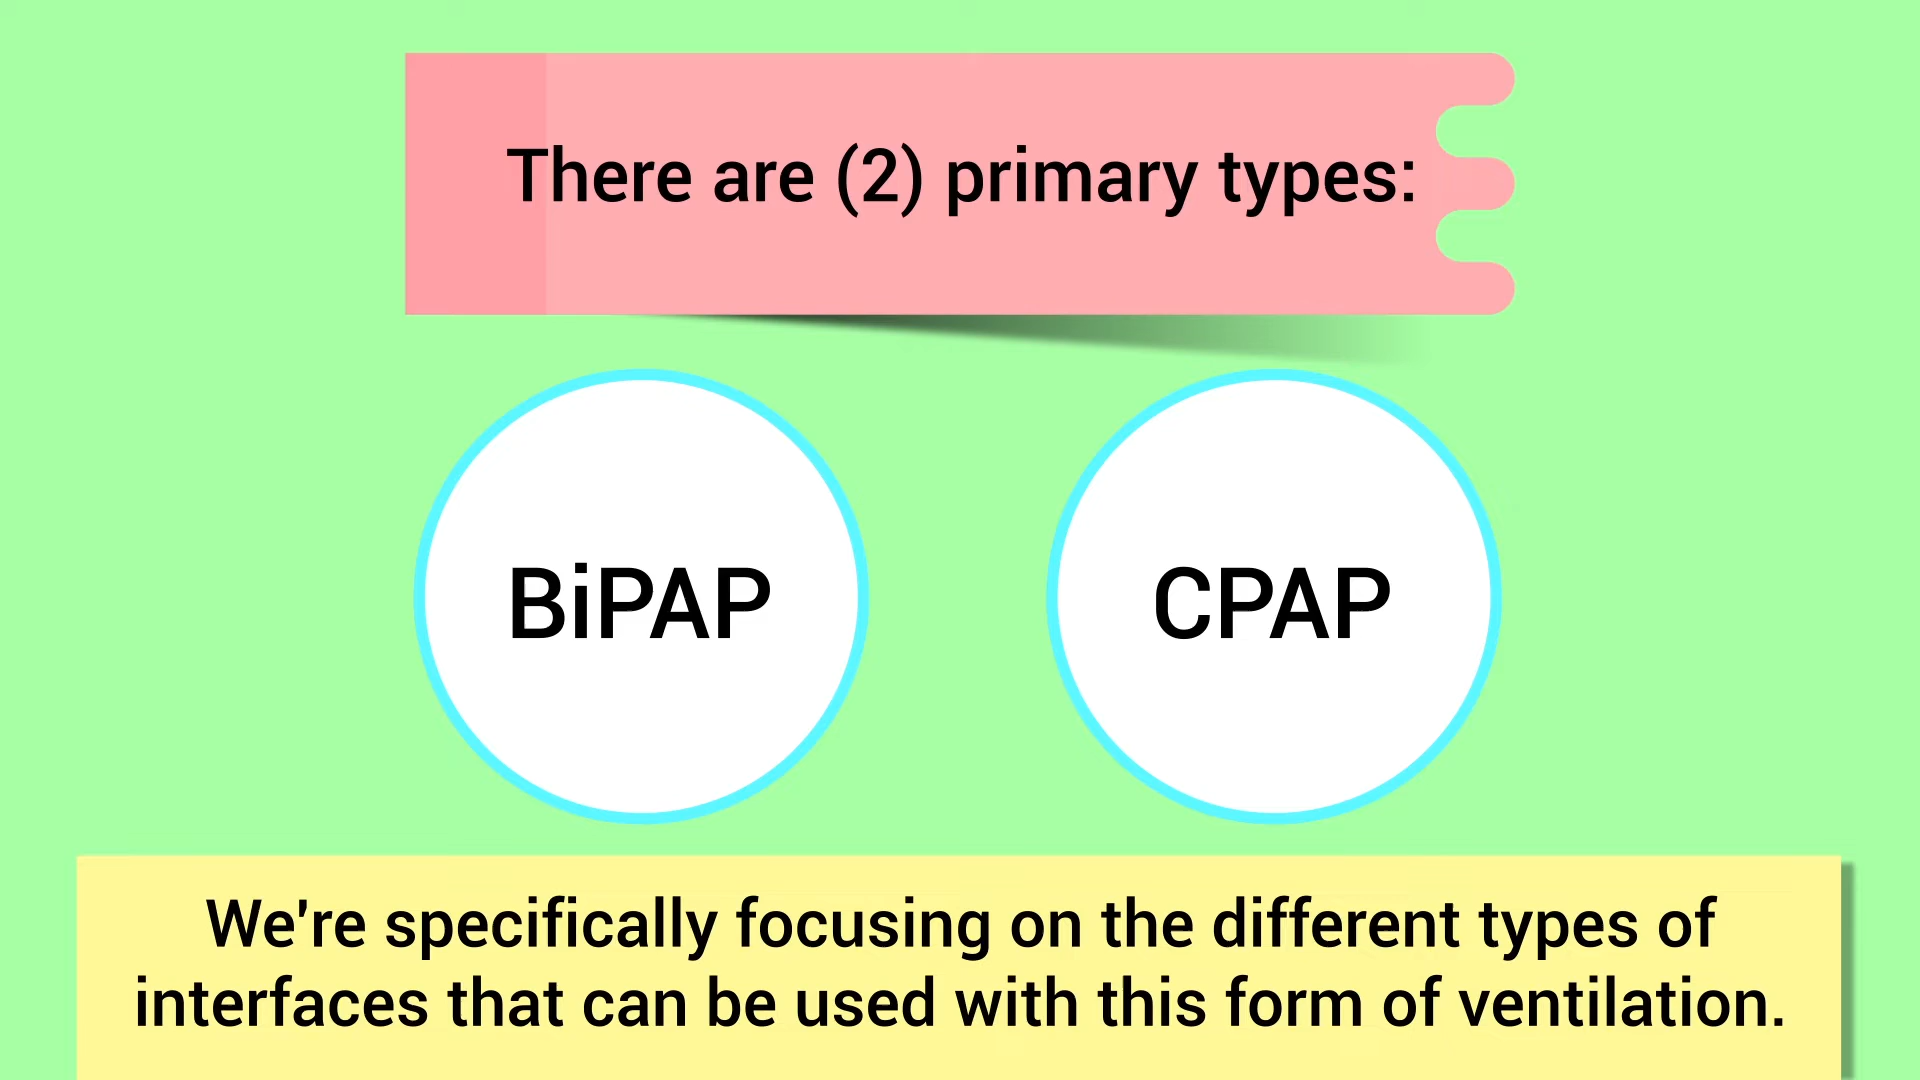 There are (2) primary types:
BiPAP
CPAP
We're specifically focusing on the different types of
interfaces that can be used with this form of ventilation.